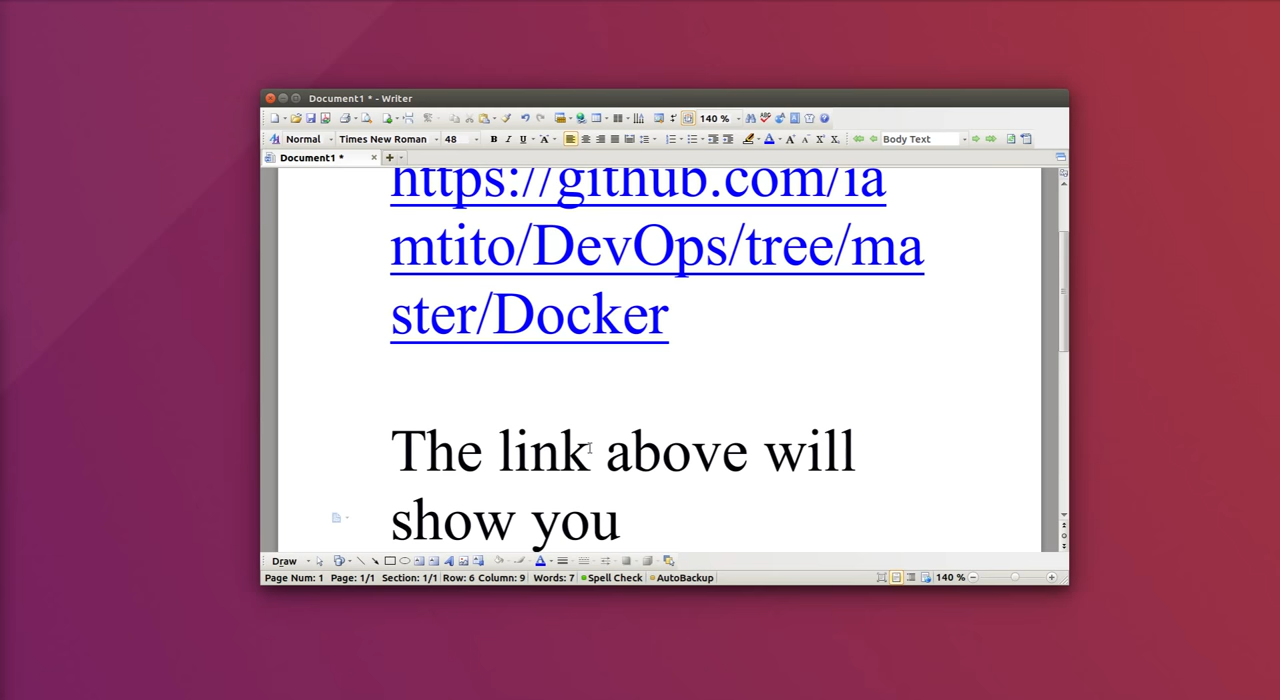 Document1 * - Writer
140 %
Normal Times New Roman 48 B I U A Body Text
Document1 *
https://github.com/ia
mtito/DevOps/tree/ma
ster/Docker
The link above will
show you
Draw
Page Num: 1 Page: 1/1 Section: 1/1 Row: 6 Column: 9 Words: 7 Spell Check AutoBackup 140 %